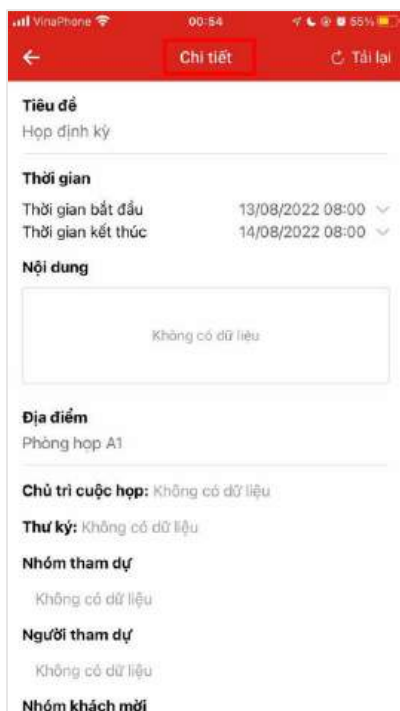 VinaPhone 00:54 55%
Chi tiết Tải lại
Tiêu đề
Họp định kỳ
Thời gian
Thời gian bắt đầu 13/08/2022 08:00
Thời gian kết thúc 14/08/2022 08:00
Nội dung
Không có dữ liệu
Địa điểm
Phòng họp A1
Chủ trì cuộc họp: Không có dữ liệu
Thư ký: Không có dữ liệu
Nhóm tham dự
Không có dữ liệu
Người tham dự
Không có dữ liệu
Nhóm khách mời